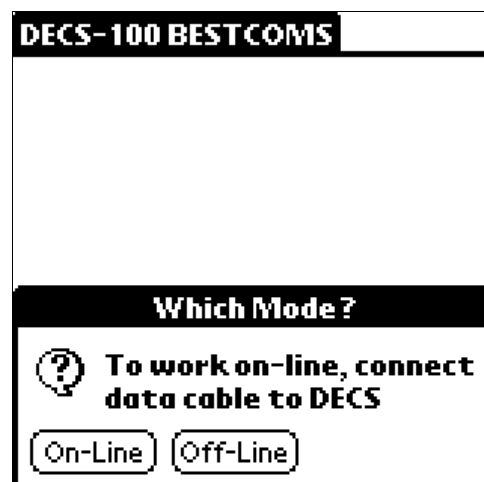 DECS-100 BESTCOMS
Which Mode?
To work on-line, connect
data cable to DECS
On-Line Off-Line